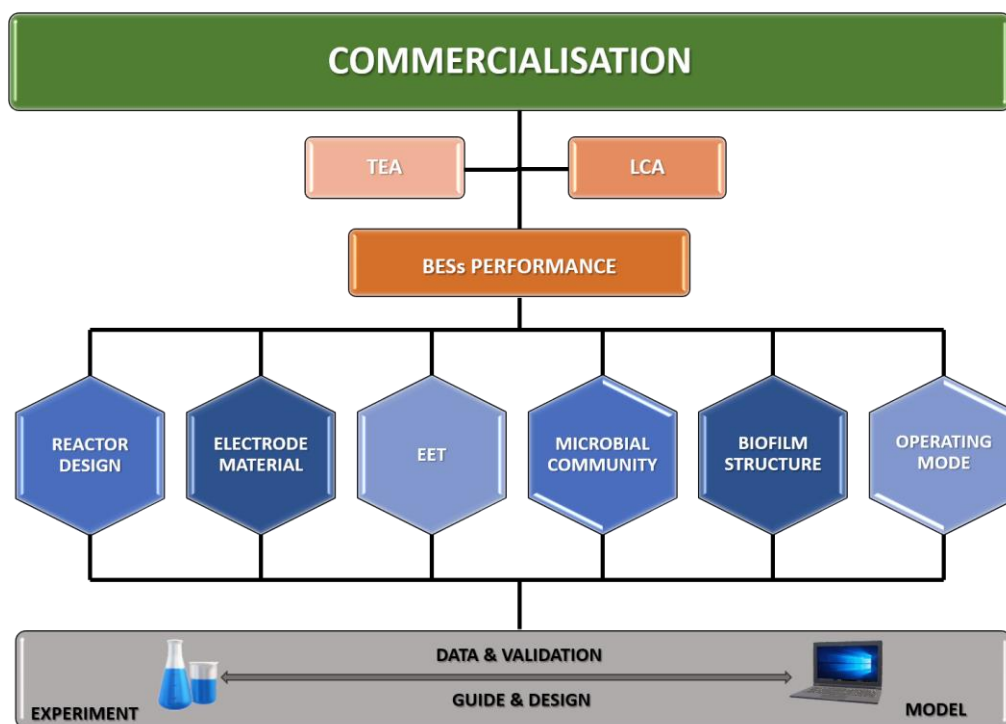 COMMERCIALISATION
TEA
LCA
BESs PERFORMANCE
REACTOR
DESIGN
ELECTRODE
MATERIAL
EET
MICROBIAL
COMMUNITY
BIOFILM
STRUCTURE
OPERATING
MODE
DATA & VALIDATION
GUIDE & DESIGN
EXPERIMENT
MODEL